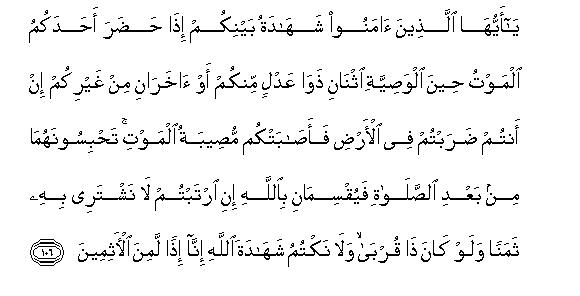 يَـٰٓأَيُّهَا ٱلَّذِينَ ءَامَنُوا۟ شَهَـٰدَةُ بَيْنِكُمْ إِذَا حَضَرَ أَحَدَكُمُ
ٱلْمَوْتُ حِينَ ٱلْوَصِيَّةِ ٱثْنَانِ ذَوَا عَدْلٍ مِّنكُمْ أَوْ ءَاخَرَانِ مِنْ غَيْرِكُمْ إِنْ
أَنتُمْ ضَرَبْتُمْ فِى ٱلْأَرْضِ فَأَصَـٰبَتْكُم مُّصِيبَةُ ٱلْمَوْتِ ۚ تَحْبِسُونَهُمَا
مِنۢ بَعْدِ ٱلصَّلَوٰةِ فَيُقْسِمَانِ بِٱللَّهِ إِنِ ٱرْتَبْتُمْ لَا نَشْتَرِى بِهِۦ
ثَمَنًا وَلَوْ كَانَ ذَا قُرْبَىٰ ۙ وَلَا نَكْتُمُ شَهَـٰدَةَ ٱللَّهِ إِنَّآ إِذًا لَّمِنَ ٱلْـَٔاثِمِينَ ١٠٦